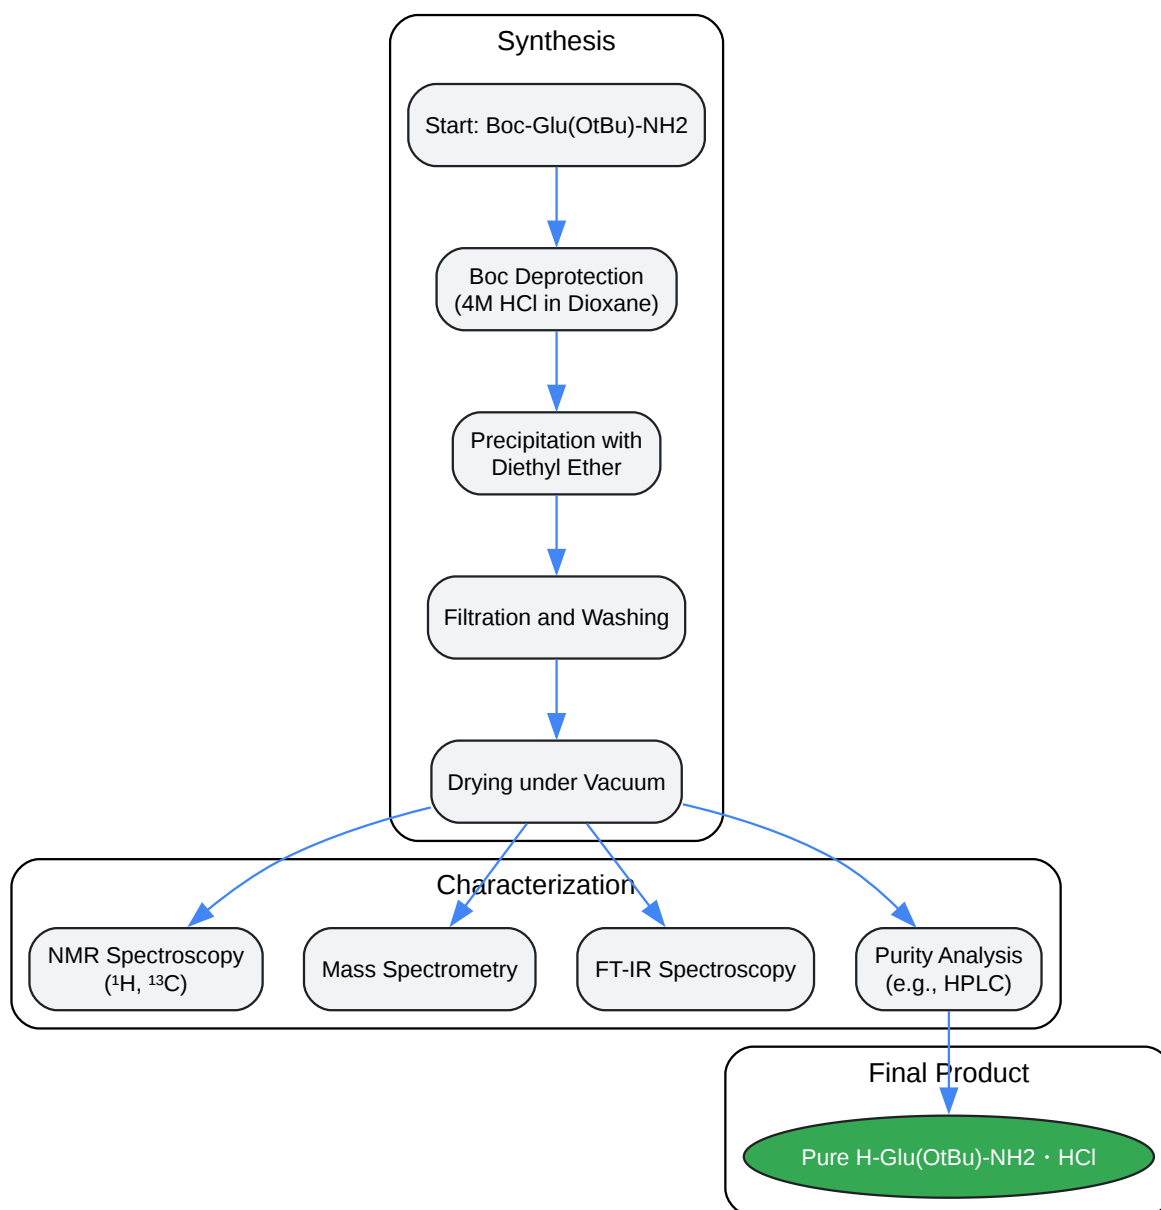 Synthesis
Start: Boc-Glu(OtBu)-NH2
Boc Deprotection
(4M HCl in Dioxane)
Precipitation with
Diethyl Ether
Filtration and Washing
Drying under Vacuum
Characterization
NMR Spectroscopy
(¹H, ¹³C)
Mass Spectrometry
FT-IR Spectroscopy
Purity Analysis
(e.g., HPLC)
Final Product
Pure H-Glu(OtBu)-NH2 · HCl